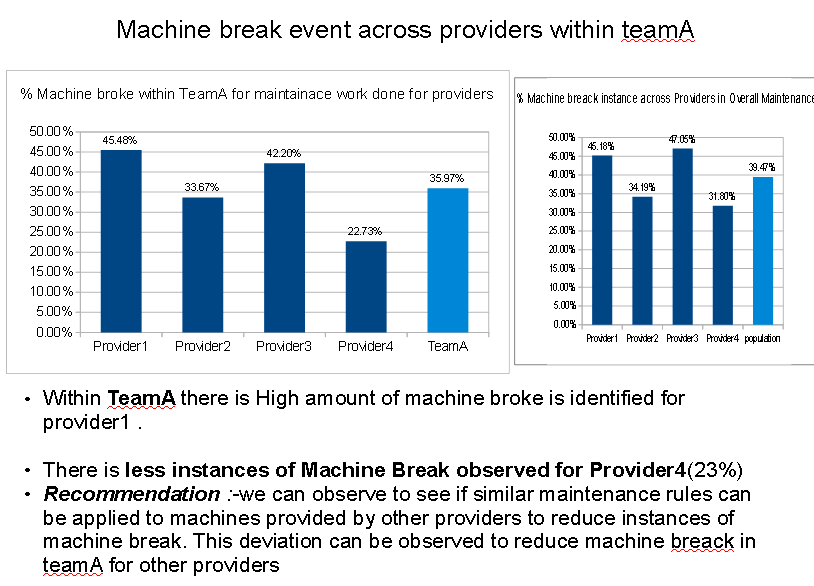 Machine break event across providers within teamA
% Machine broke within TeamA for maintainace work done for providers
50.00%
45.00%
40.00%
35.00%
30.00%
25.00%
20.00%
15.00%
10.00%
5.00%
0.00%
45.48%
33.67%
42.20%
22.73%
35.97%
Provider1 Provider2 Provider3 Provider4 TeamA
% Machine breack instance across Providers in Overall Maintenance
50.00%
45.00%
40.00%
35.00%
30.00%
25.00%
20.00%
15.00%
10.00%
5.00%
0.00%
45.18%
34.19%
47.05%
31.80%
39.47%
Provider1 Provider2 Provider3 Provider4 population
• Within TeamA there is High amount of machine broke is identified for
provider1 .
• There is less instances of Machine Break observed for Provider4(23%)
• Recommendation :-we can observe to see if similar maintenance rules can
be applied to machines provided by other providers to reduce instances of
machine break. This deviation can be observed to reduce machine breack in
teamA for other providers